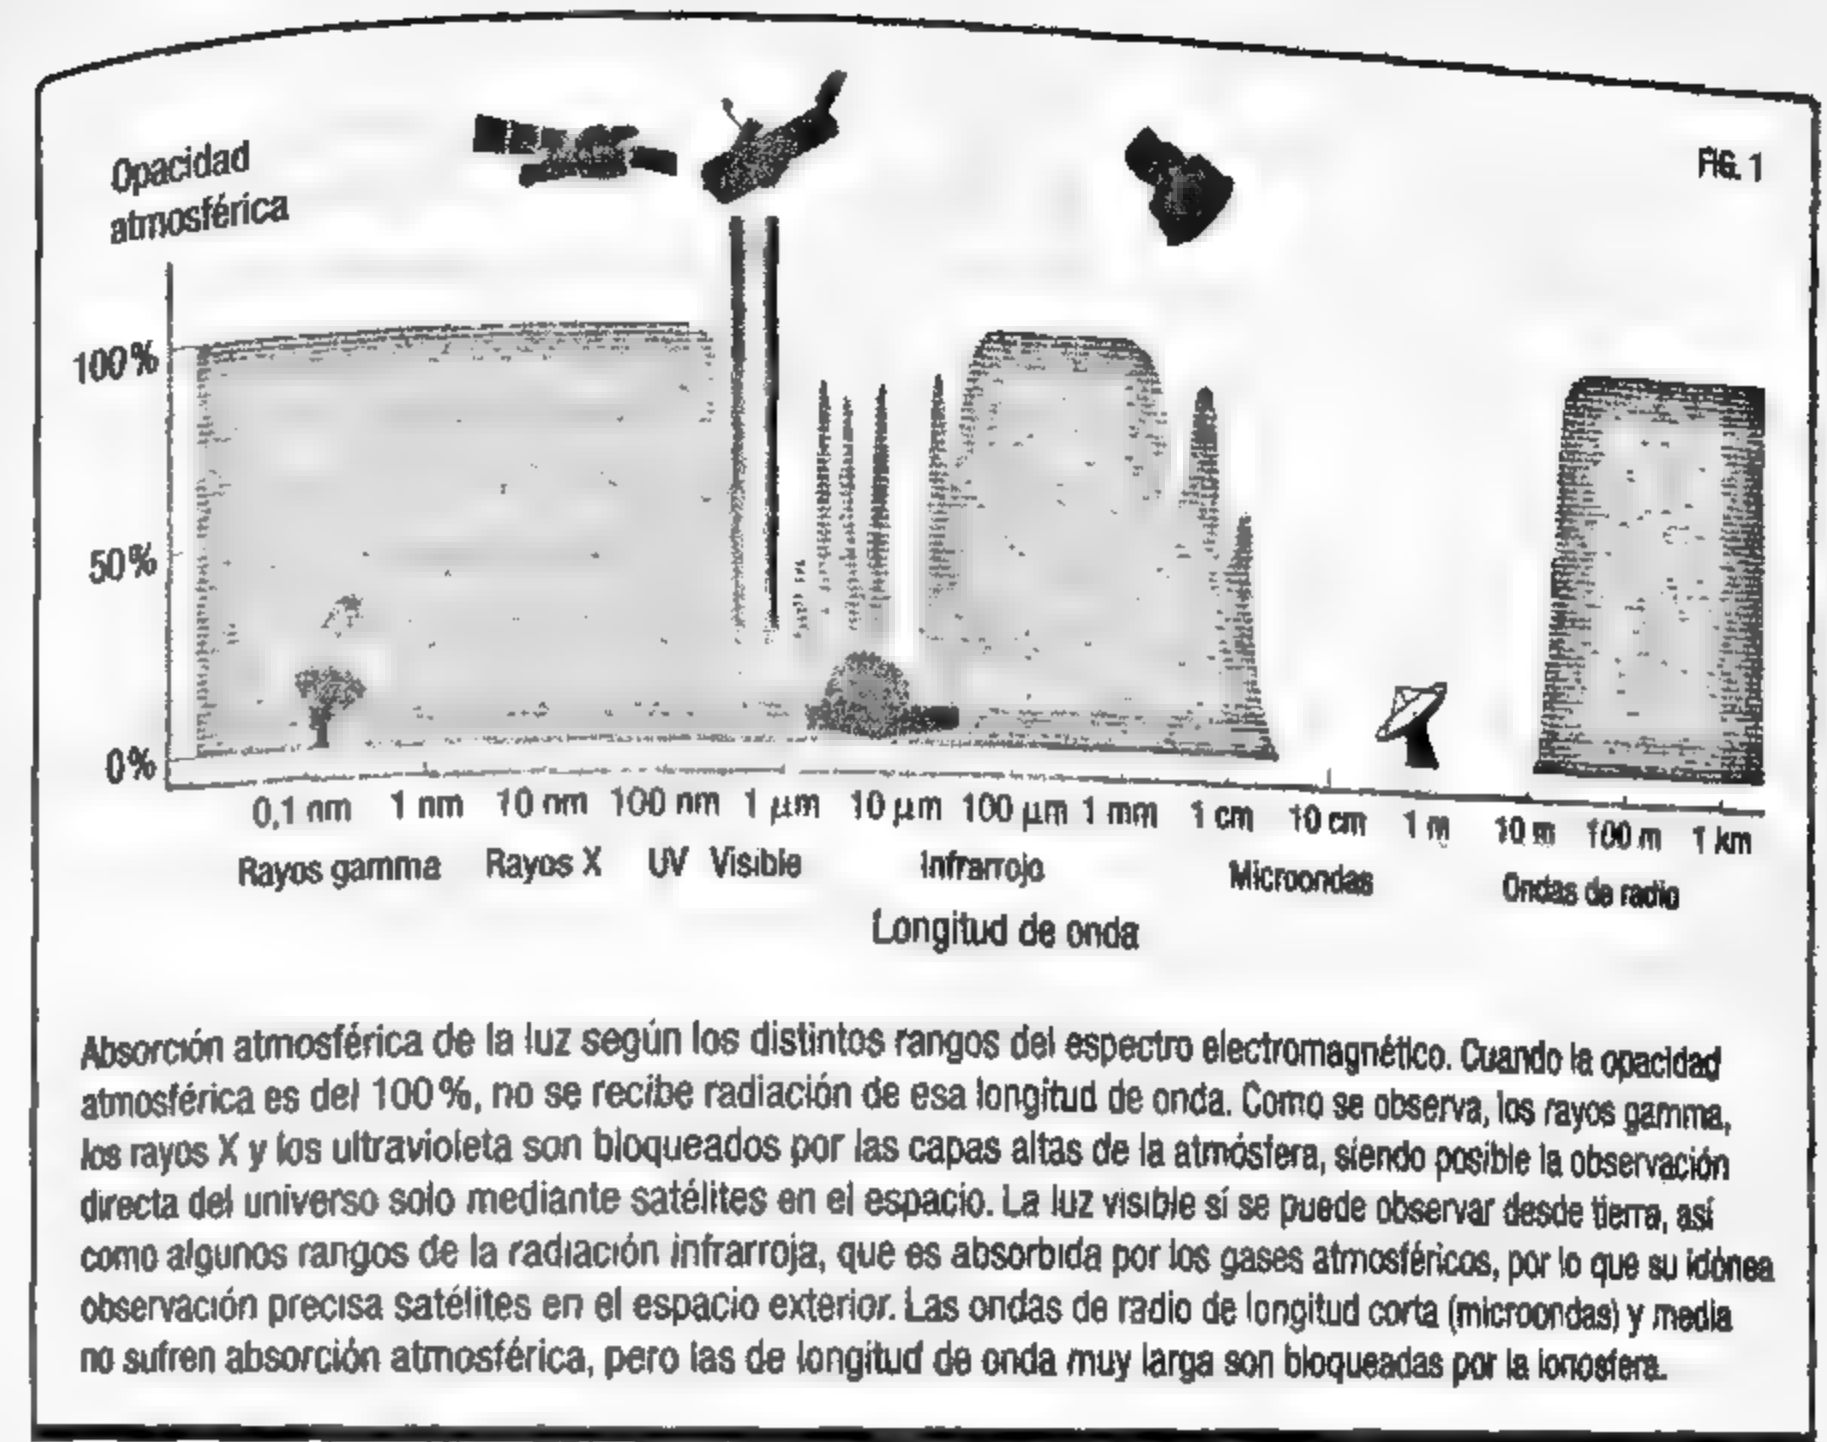 Opacidad
atmosférica
FIG. 1
100%
50%
0%
0,1 nm 1 nm 10 nm 100 nm 1 μm 10 μm 100 μm 1 mm 1 cm 10 cm 1 m 10 m 100 m 1 km
Rayos gamma Rayos X UV Visible Infrarrojo Microondas Ondas de radio
Longitud de onda
Absorción atmosférica de la luz según los distintos rangos del espectro electromagnético. Cuando la opacidad
atmosférica es del 100%, no se recibe radiación de esa longitud de onda. Como se observa, los rayos gamma,
los rayos X y los ultravioleta son bloqueados por las capas altas de la atmósfera, siendo posible la observación
directa del universo solo mediante satélites en el espacio. La luz visible sí se puede observar desde tierra, así
como algunos rangos de la radiación infrarroja, que es absorbida por los gases atmosféricos, por lo que su idónea
observación precisa satélites en el espacio exterior. Las ondas de radio de longitud corta (microondas) y media
no sufren absorción atmosférica, pero las de longitud de onda muy larga son bloqueadas por la ionosfera.